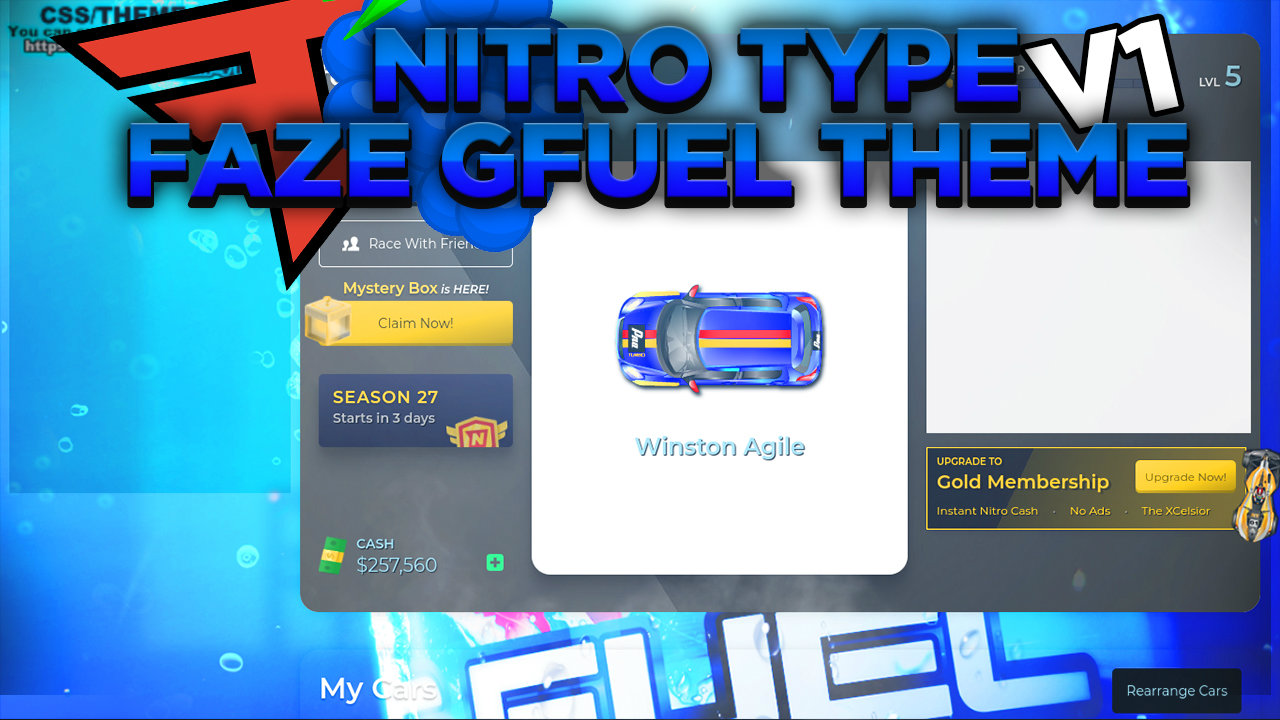 CSS/THEME
You can
http
NITRO TYPE V1
FAZE GFUEL THEME
LVL 5
Race With Frien
Mystery Box is HERE!
Claim Now!
SEASON 27
Starts in 3 days
N
Winston Agile
UPGRADE TO
Gold Membership
Upgrade Now!
Instant Nitro Cash · No Ads · The XCelsior
CASH
$257,560
FUEL
My Cars
Rearrange Cars